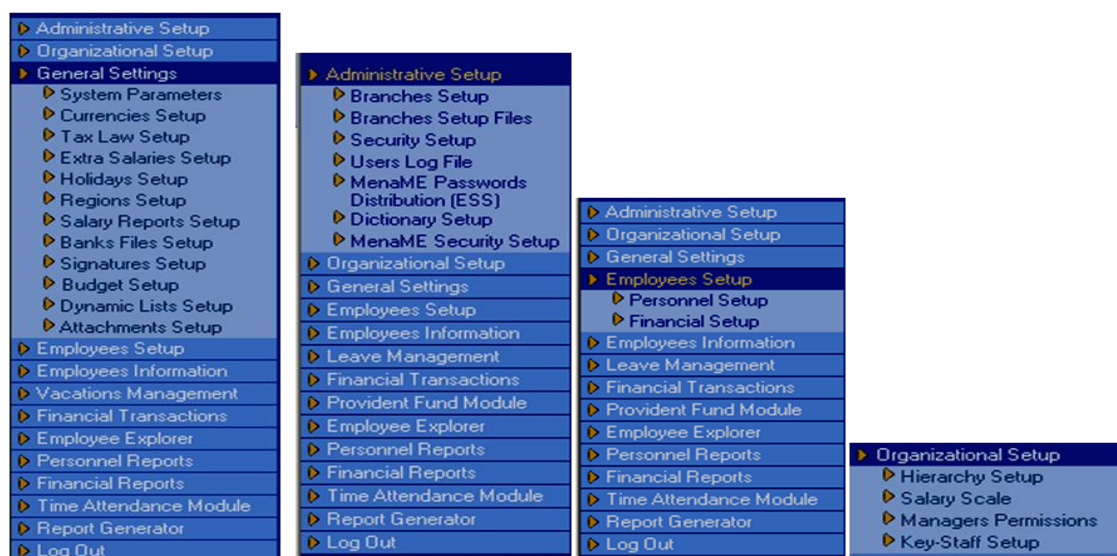 Administrative Setup
Organizational Setup
General Settings
System Parameters
Currencies Setup
Tax Law Setup
Extra Salaries Setup
Holidays Setup
Regions Setup
Salary Reports Setup
Banks Files Setup
Signatures Setup
Budget Setup
Dynamic Lists Setup
Attachments Setup
Employees Setup
Employees Information
Vacations Management
Financial Transactions
Employee Explorer
Personnel Reports
Financial Reports
Time Attendance Module
Report Generator
Log Out
Administrative Setup
Branches Setup
Branches Setup Files
Security Setup
Users Log File
MenaME Passwords
Distribution (ESS)
Dictionary Setup
MenaME Security Setup
Organizational Setup
General Settings
Employees Setup
Employees Information
Leave Management
Financial Transactions
Provident Fund Module
Employee Explorer
Personnel Reports
Financial Reports
Time Attendance Module
Report Generator
Log Out
Administrative Setup
Organizational Setup
General Settings
Employees Setup
Personnel Setup
Financial Setup
Employees Information
Leave Management
Financial Transactions
Provident Fund Module
Employee Explorer
Personnel Reports
Financial Reports
Time Attendance Module
Report Generator
Log Out
Organizational Setup
Hierarchy Setup
Salary Scale
Managers Permissions
Key-Staff Setup